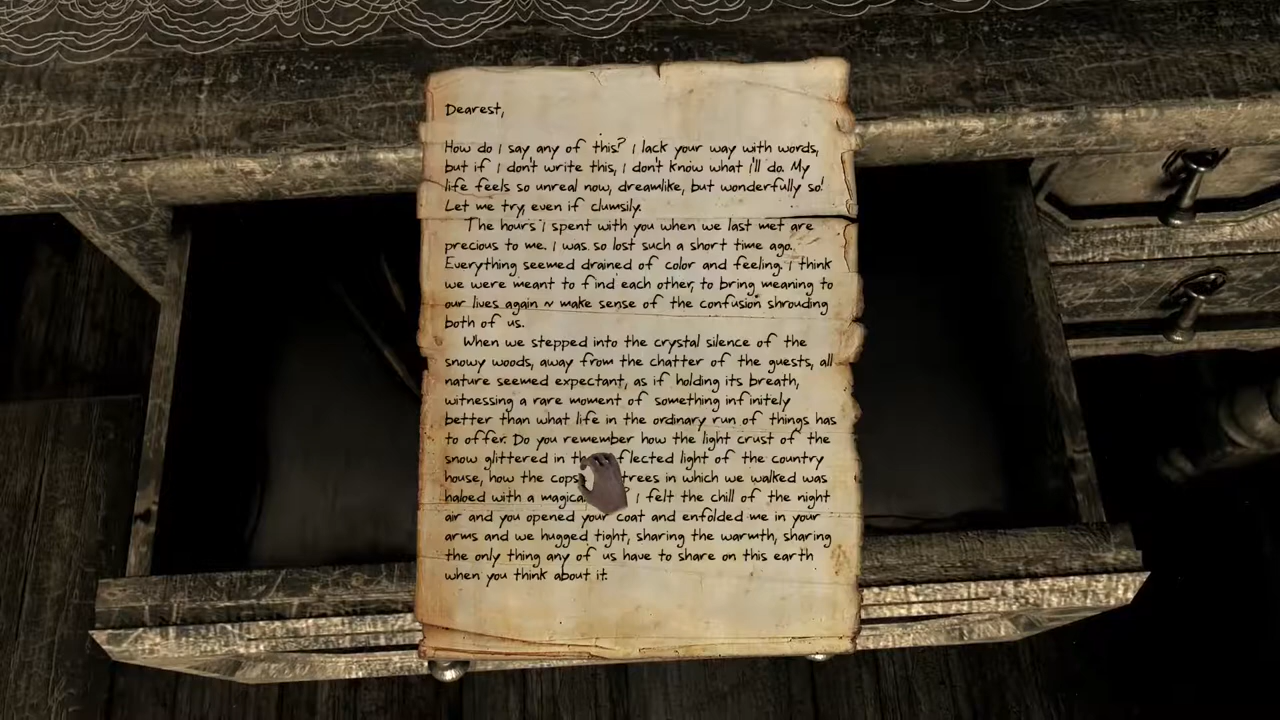 Dearest,
How do I say any of this? I lack your way with words,
but if I don't write this, I don't know what I'll do. My
life feels so unreal now, dreamlike, but wonderfully so!
Let me try, even if clumsily.
The hours I spent with you when we last met are
precious to me. I was so lost such a short time ago.
Everything seemed drained of color and feeling. I think
we were meant to find each other, to bring meaning to
our lives again ~ make sense of the confusion shrouding
both of us.
When we stepped into the crystal silence of the
snowy woods, away from the chatter of the guests, all
nature seemed expectant, as if holding its breath,
witnessing a rare moment of something infinitely
better than what life in the ordinary run of things has
to offer. Do you remember how the light crust of the
snow glittered in flected light of the country
house, how the trees in which we walked was
haloed with a I felt the chill of the night
air and you opened your coat and enfolded me in your
arms and we hugged tight, sharing the warmth, sharing
the only thing any of us have to share on this earth
when you think about it.